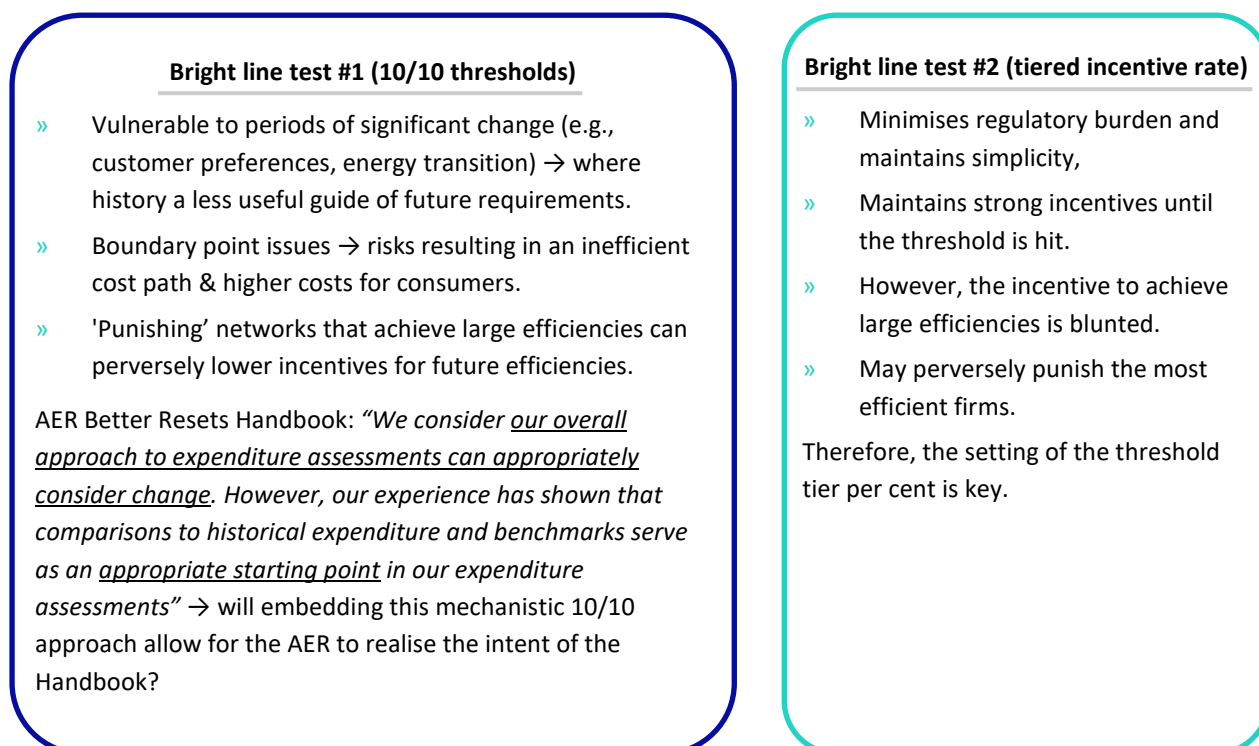 Bright line test #1 (10/10 thresholds)
» Vulnerable to periods of significant change (e.g.,
customer preferences, energy transition) → where
history a less useful guide of future requirements.
» Boundary point issues → risks resulting in an inefficient
cost path & higher costs for consumers.
» 'Punishing’ networks that achieve large efficiencies can
perversely lower incentives for future efficiencies.
AER Better Resets Handbook: “We consider our overall
approach to expenditure assessments can appropriately
consider change. However, our experience has shown that
comparisons to historical expenditure and benchmarks serve
as an appropriate starting point in our expenditure
assessments” → will embedding this mechanistic 10/10
approach allow for the AER to realise the intent of the
Handbook?
Bright line test #2 (tiered incentive rate)
» Minimises regulatory burden and
maintains simplicity,
» Maintains strong incentives until
the threshold is hit.
» However, the incentive to achieve
large efficiencies is blunted.
» May perversely punish the most
efficient firms.
Therefore, the setting of the threshold
tier per cent is key.